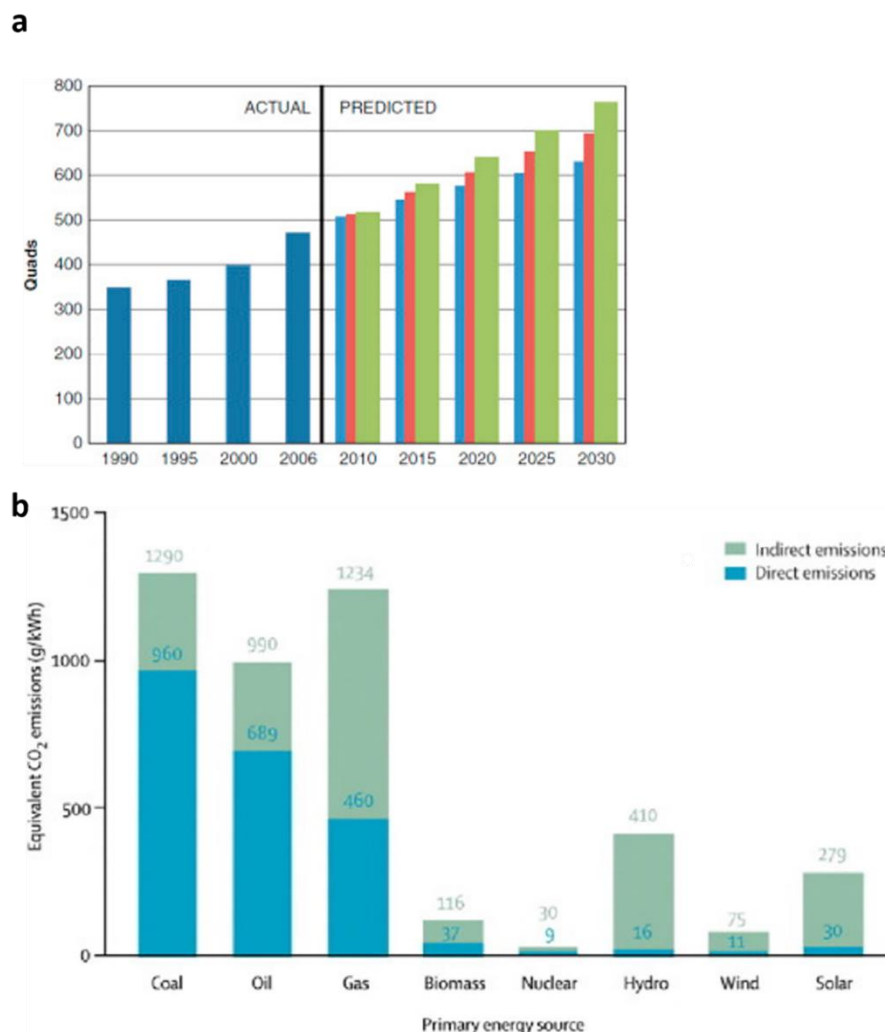 a
800
ACTUAL PREDICTED
700
600
500
400
300
200
100
0
Quads
1990 1995 2000 2006 2010 2015 2020 2025 2030
b
1500
1000
500
0
Equivalent CO₂ emissions (g/kWh)
Indirect emissions
Direct emissions
1290 990 1234 116 30 410 75 279
960 689 460 37 9 16 11 30
Coal Oil Gas Biomass Nuclear Hydro Wind Solar
Primary energy source